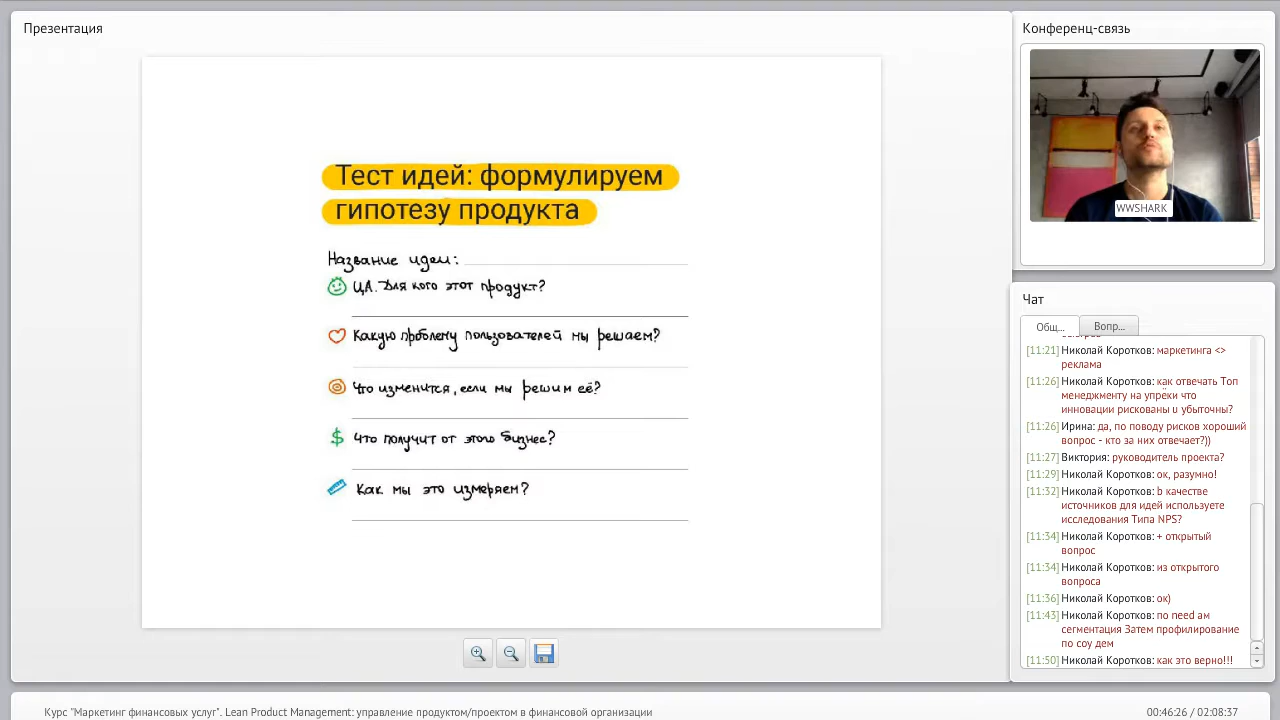 Презентация
Тест идей: формулируем
гипотезу продукта
Название идеи:
ЦА. Для кого этот продукт?
Какую проблему пользователей мы решаем?
Что изменится, если мы решим её?
$ Что получит от этого бизнес?
Как мы это измеряем?
Конференц-связь
WWSHARK
Чат
Общ...
Вопр...
[11:21] Николай Коротков: маркетинга <>
реклама
[11:26] Николай Коротков: как отвечать Топ
менеджменту на упрёки что
инновации рискованы u убыточны?
[11:26] Ирина: да, по поводу рисков хороший
вопрос - кто за них отвечает?))
[11:27] Виктория: руководитель проекта?
[11:29] Николай Коротков: ок, разумно!
[11:32] Николай Коротков: b качестве
источников для идей используете
исследования Типа NPS?
[11:34] Николай Коротков: + открытый
вопрос
[11:34] Николай Коротков: из открытого
вопроса
[11:36] Николай Коротков: ок)
[11:43] Николай Коротков: по need ам
сегментация Затем профилирование
по соу дем
[11:50] Николай Коротков: как это верно!!!
Курс "Маркетинг финансовых услуг". Lean Product Management: управление продуктом/проектом в финансовой организации
00:46:26 / 02:08:37